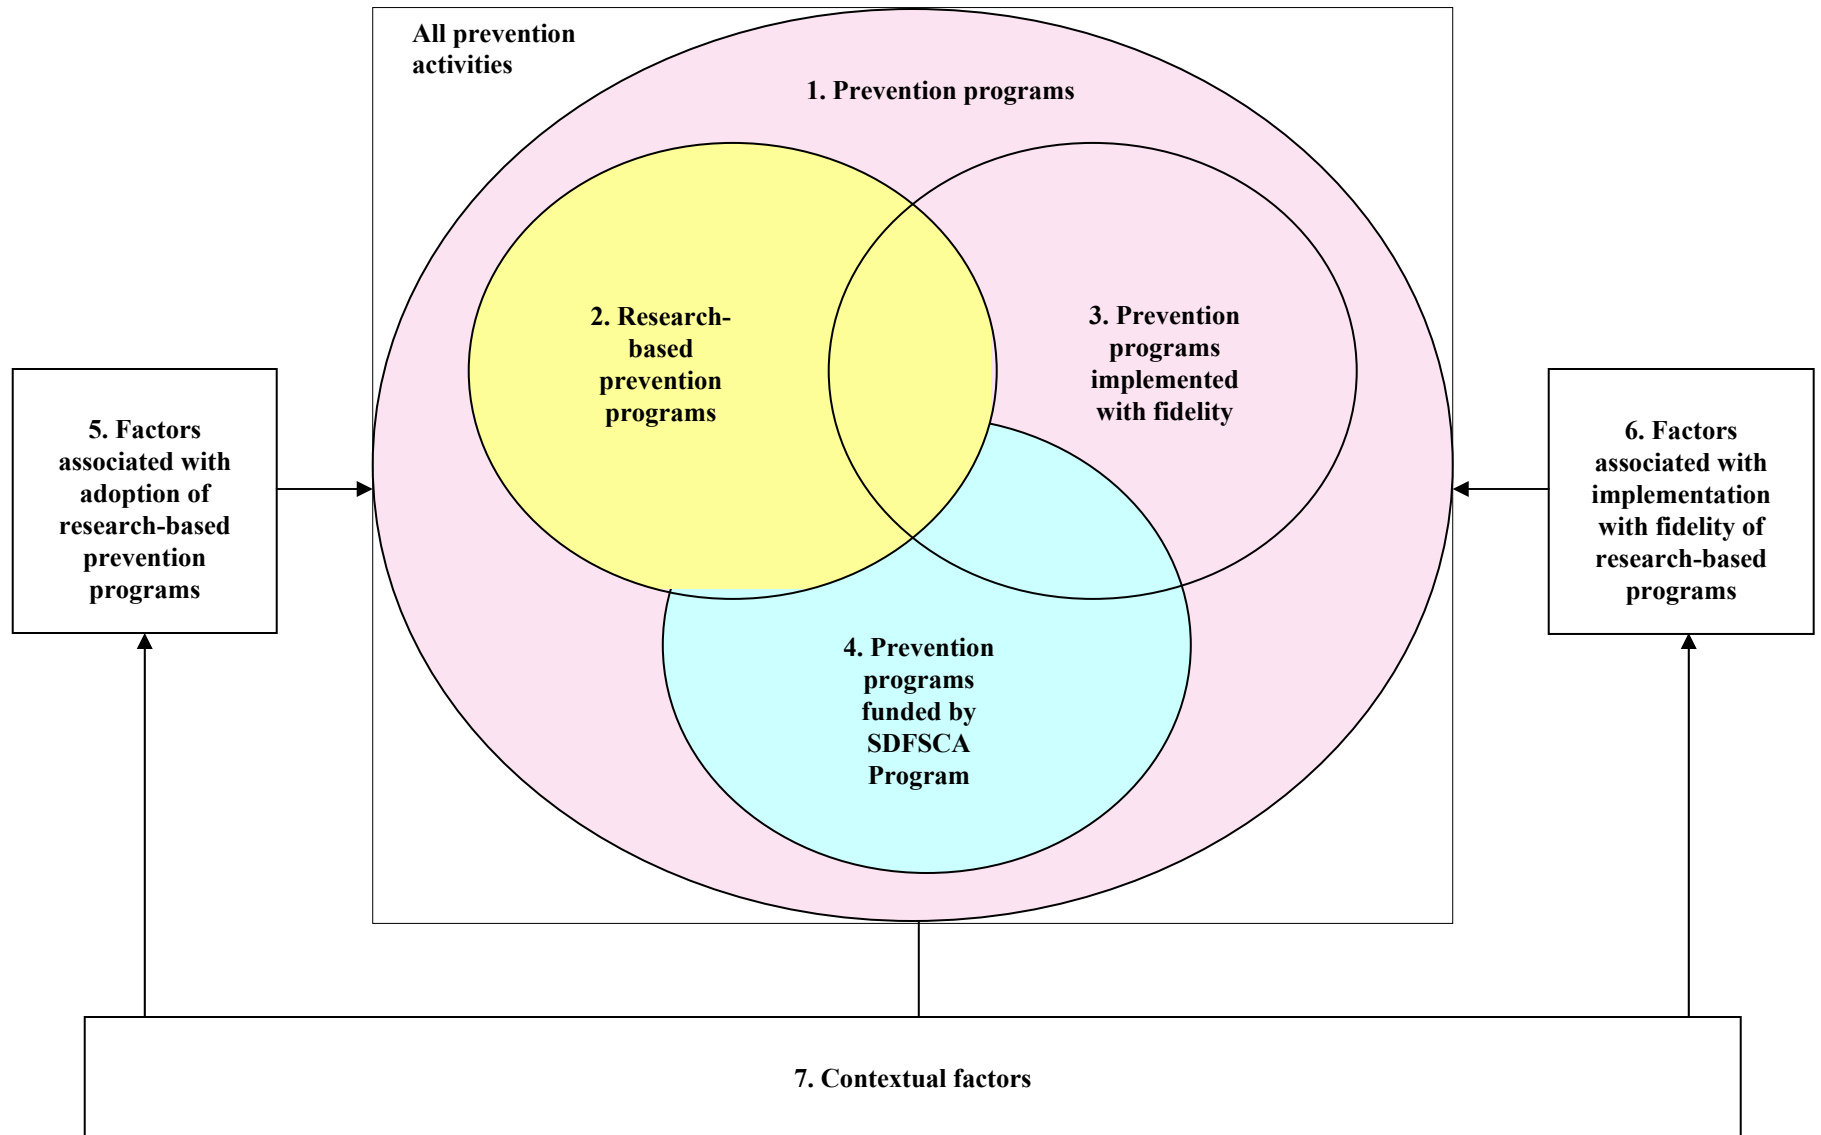 All prevention
activities
1. Prevention programs
2. Research-
based
prevention
programs
3. Prevention
programs
implemented
with fidelity
4. Prevention
programs
funded by
SDFSCA
Program
5. Factors
associated with
adoption of
research-based
prevention
programs
6. Factors
associated with
implementation
with fidelity of
research-based
programs
7. Contextual factors